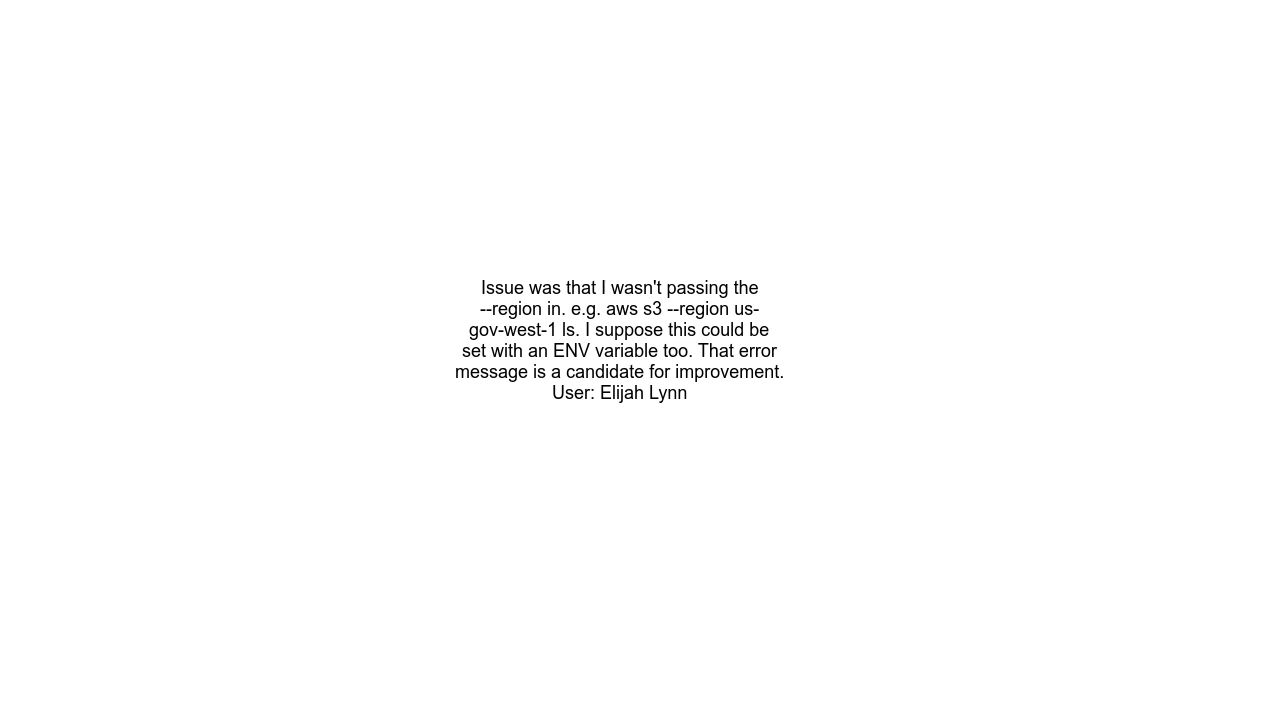 Issue was that I wasn't passing the
--region in. e.g. aws s3 --region us-
gov-west-1 ls. I suppose this could be
set with an ENV variable too. That error
message is a candidate for improvement.
User: Elijah Lynn